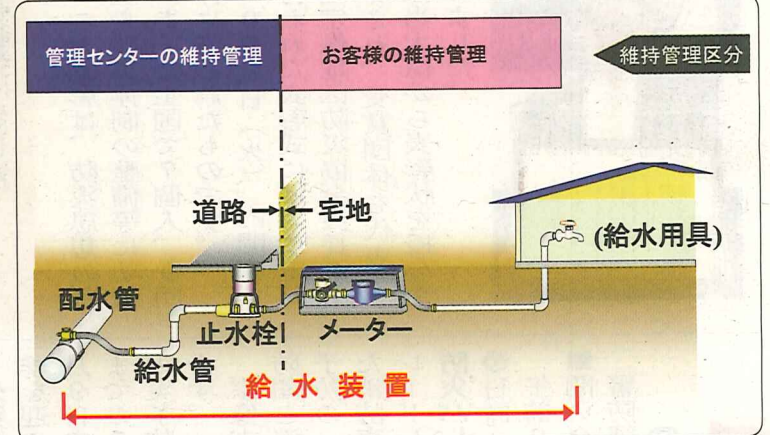 管理センターの維持管理
お客様の維持管理
維持管理区分
道路
宅地
(給水用具)
配水管
止水栓
メーター
給水管
給水装置